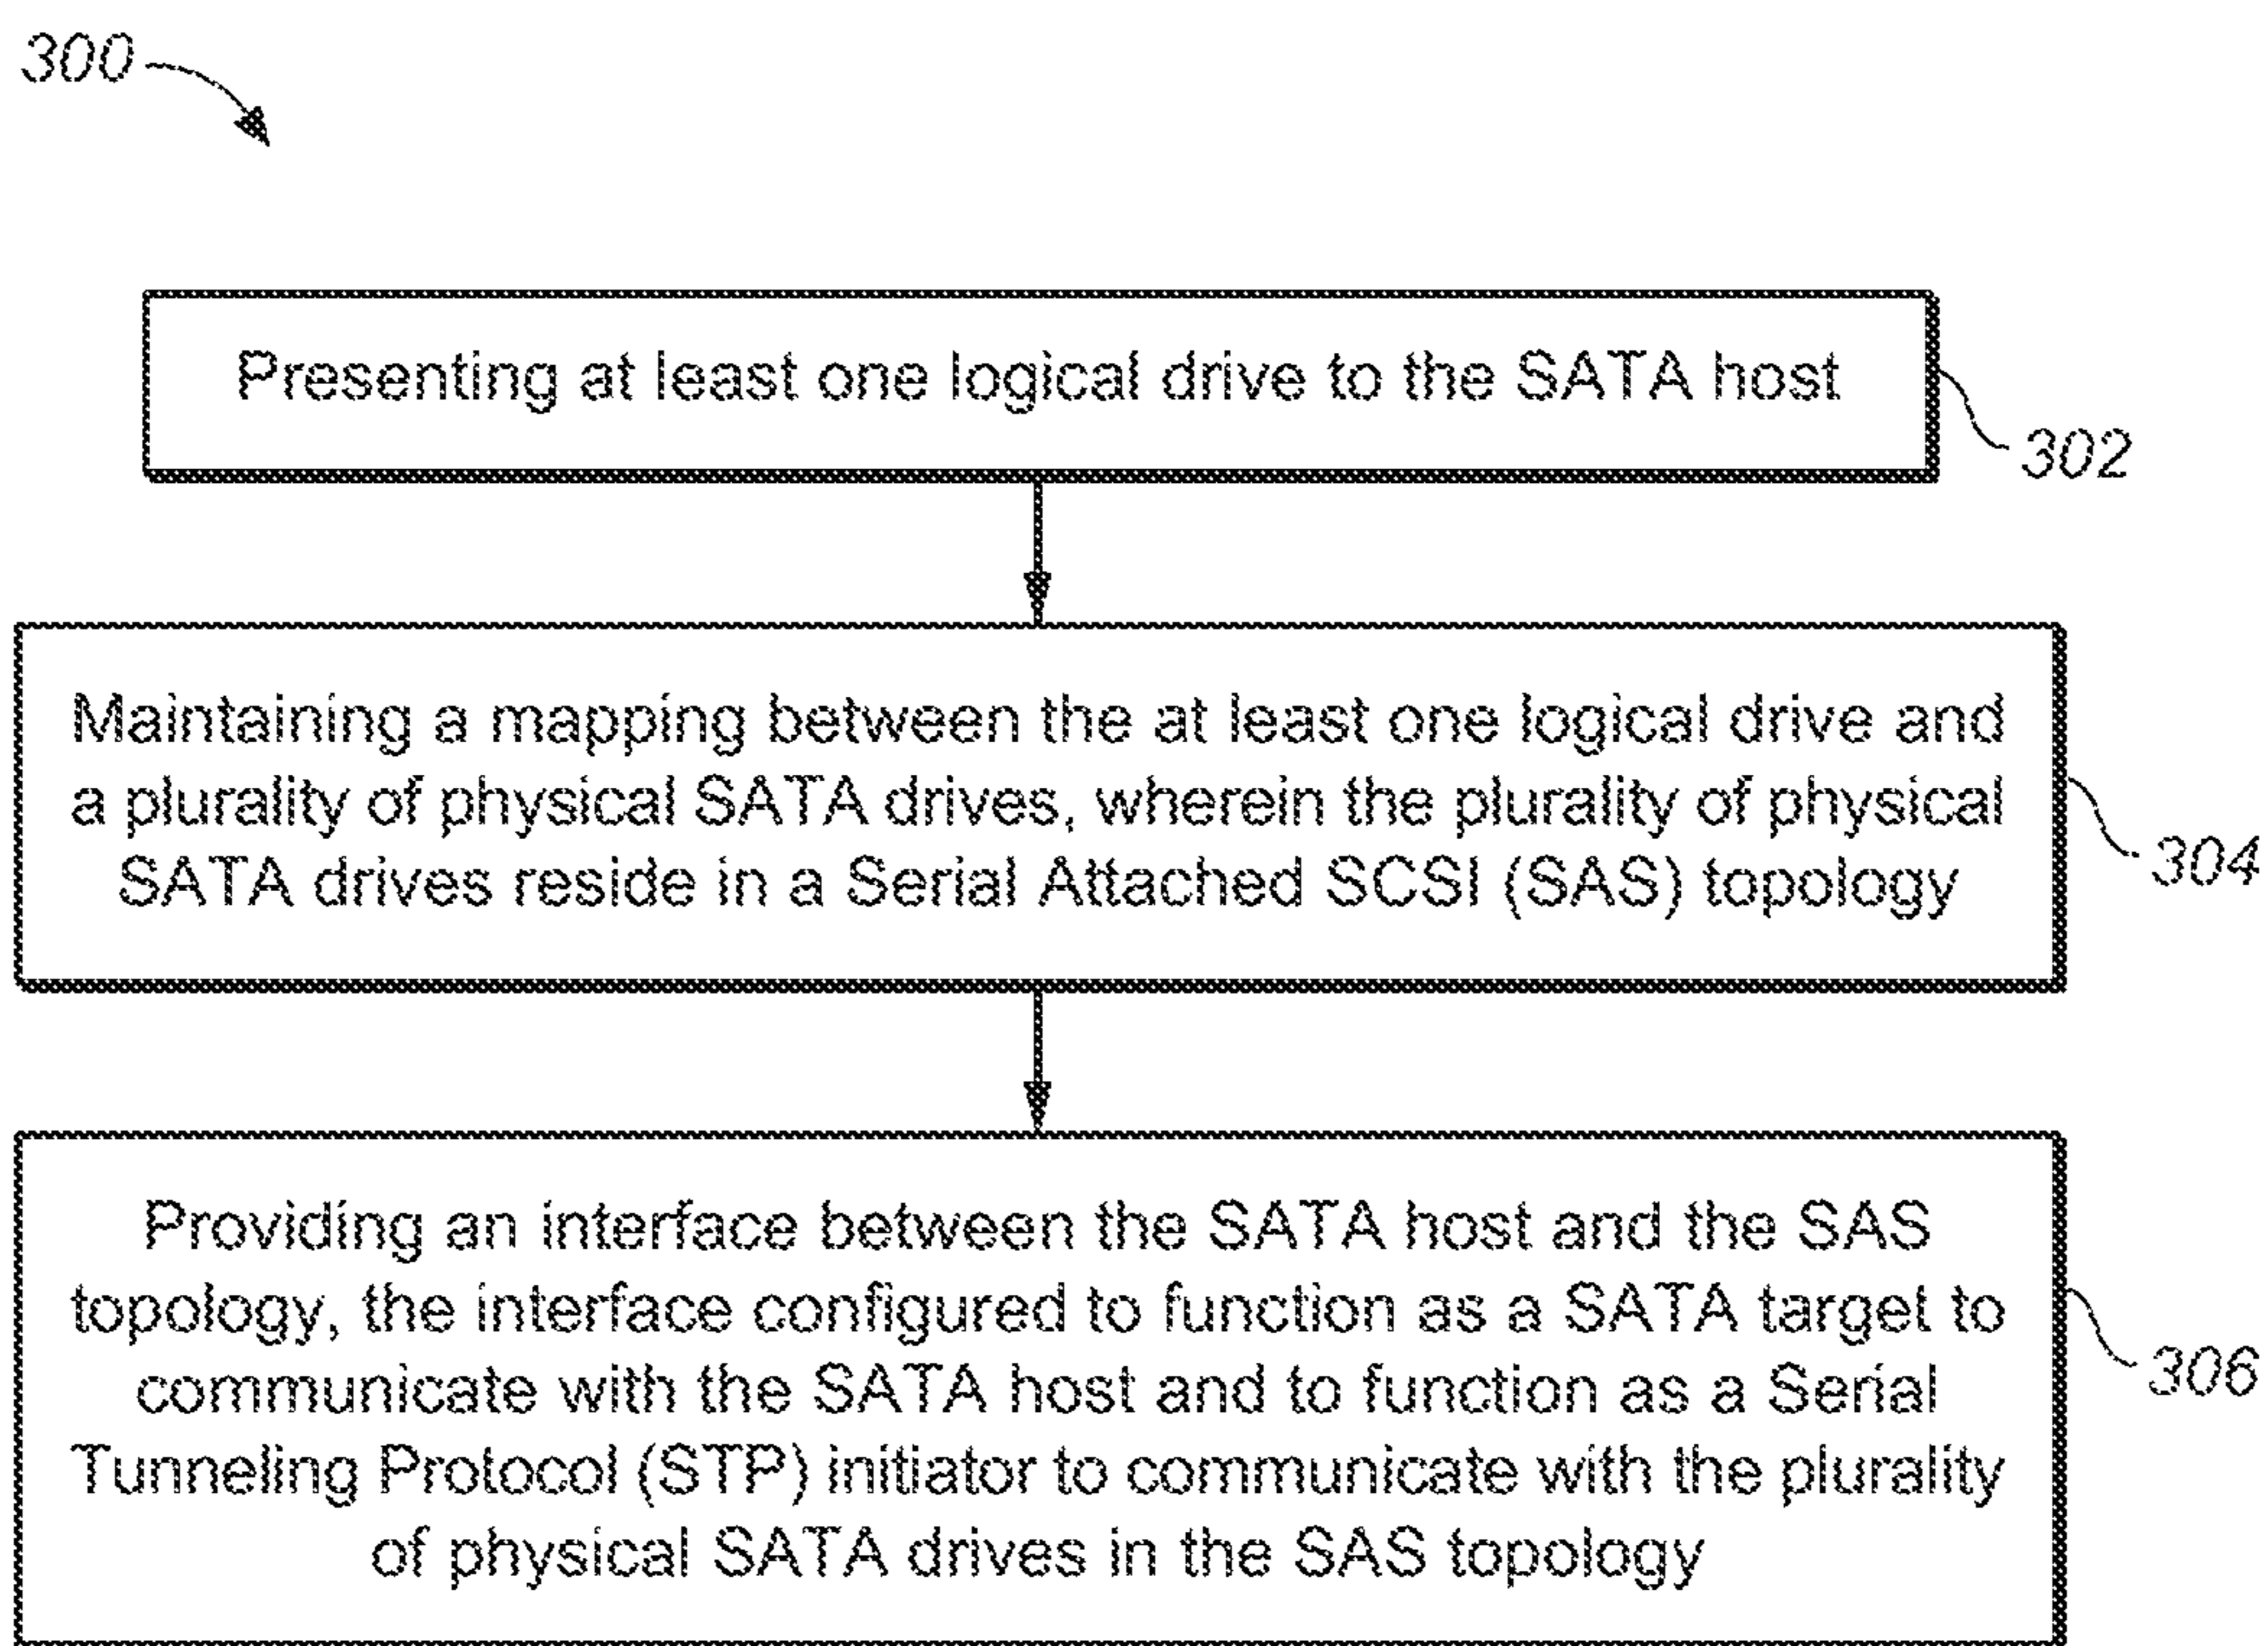 300
Presenting at least one logical drive to the SATA host
302
Maintaining a mapping between the at least one logical drive and
a plurality of physical SATA drives, wherein the plurality of physical
SATA drives reside in a Serial Attached SCSI (SAS) topology
304
Providing an interface between the SATA host and the SAS
topology, the interface configured to function as a SATA target to
communicate with the SATA host and to function as a Serial
Tunneling Protocol (STP) initiator to communicate with the plurality
of physical SATA drives in the SAS topology
306